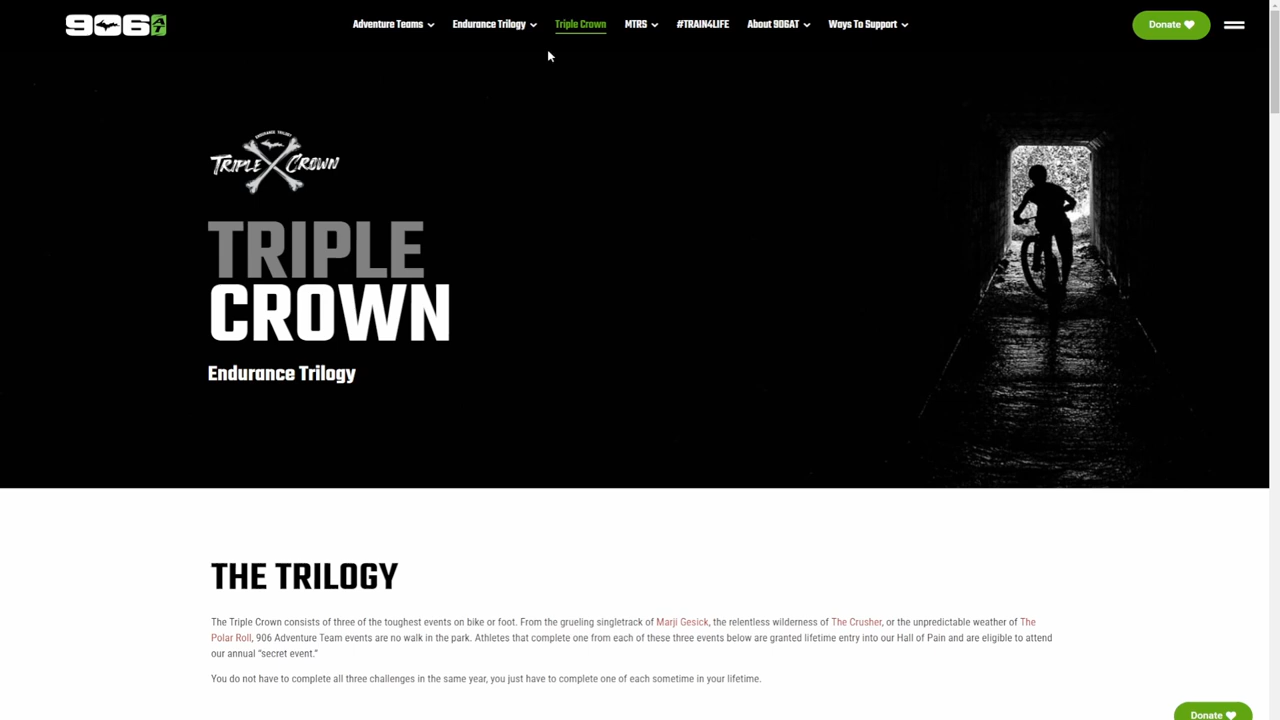 906 AT
Adventure Teams
Endurance Trilogy
Triple Crown
MTRS
#TRAIN4LIFE
About 906AT
Ways To Support
Donate
ENDURANCE TRILOGY
TRIPLE CROWN
TRIPLE
CROWN
Endurance Trilogy
THE TRILOGY
The Triple Crown consists of three of the toughest events on bike or foot. From the grueling singletrack of Marji Gesick, the relentless wilderness of The Crusher, or the unpredictable weather of The
Polar Roll, 906 Adventure Team events are no walk in the park. Athletes that complete one from each of these three events below are granted lifetime entry into our Hall of Pain and are eligible to attend
our annual “secret event.”
You do not have to complete all three challenges in the same year, you just have to complete one of each sometime in your lifetime.
Donate